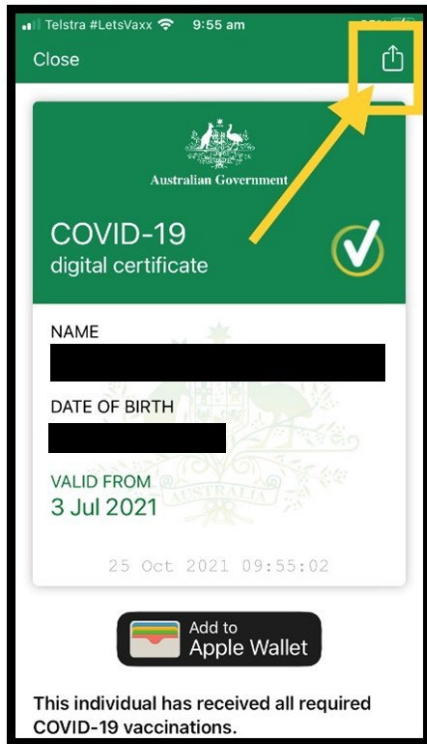 Telstra #LetsVaxx 9:55 am
Close
Australian Government
COVID-19
digital certificate
NAME
DATE OF BIRTH
VALID FROM
AUSTRALIA
3 Jul 2021
25 Oct 2021 09:55:02
Add to
Apple Wallet
This individual has received all required
COVID-19 vaccinations.